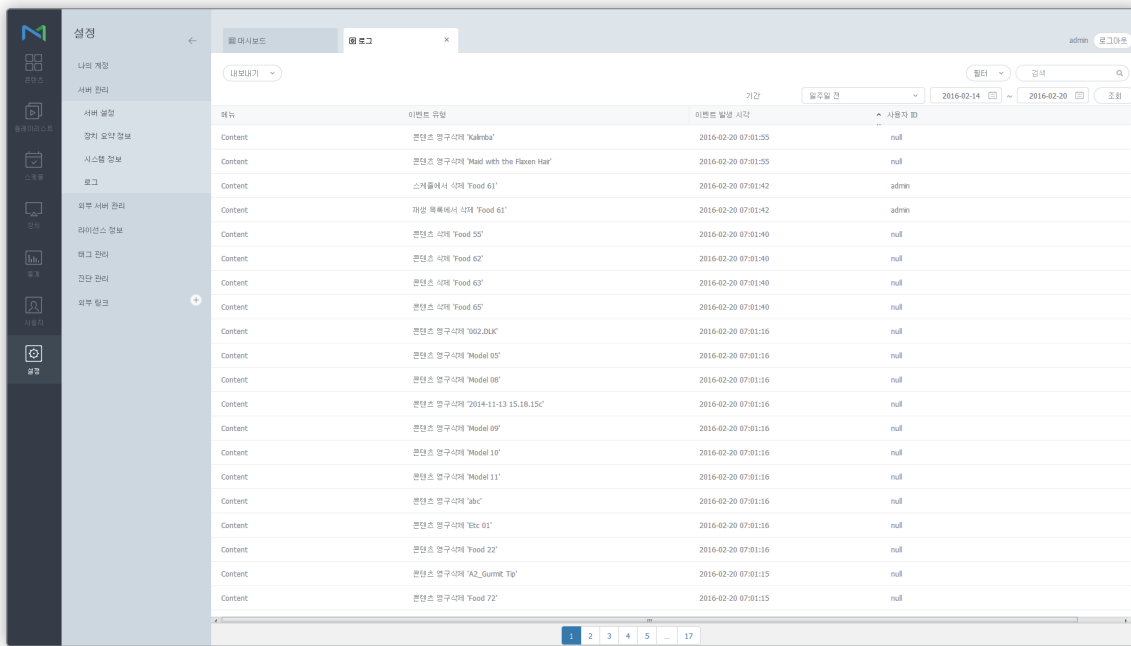 설정
←
대시보드
로그 ×
admin 로그아웃
콘텐츠
플레이리스트
스케줄
장치
통계
사용자
설정
나의 계정
서버 관리
서버 설정
장치 요약 정보
시스템 정보
로그
외부 서버 관리
라이선스 정보
태그 관리
진단 관리
외부 링크
내보내기
필터 검색
기간 일주일 전 2016-02-14 ~ 2016-02-20 조회
메뉴 이벤트 유형 이벤트 발생 시각 사용자 ID
Content 콘텐츠 영구삭제 'Kalimba' 2016-02-20 07:01:55 null
Content 콘텐츠 영구삭제 'Maid with the Flaxen Hair' 2016-02-20 07:01:55 null
Content 스케줄에서 삭제 'Food 61' 2016-02-20 07:01:42 admin
Content 재생 목록에서 삭제 'Food 61' 2016-02-20 07:01:42 admin
Content 콘텐츠 삭제 'Food 55' 2016-02-20 07:01:40 null
Content 콘텐츠 삭제 'Food 62' 2016-02-20 07:01:40 null
Content 콘텐츠 삭제 'Food 63' 2016-02-20 07:01:40 null
Content 콘텐츠 삭제 'Food 65' 2016-02-20 07:01:40 null
Content 콘텐츠 영구삭제 '002.DLK' 2016-02-20 07:01:16 null
Content 콘텐츠 영구삭제 'Model 05' 2016-02-20 07:01:16 null
Content 콘텐츠 영구삭제 'Model 08' 2016-02-20 07:01:16 null
Content 콘텐츠 영구삭제 '2014-11-13 15.18.15c' 2016-02-20 07:01:16 null
Content 콘텐츠 영구삭제 'Model 09' 2016-02-20 07:01:16 null
Content 콘텐츠 영구삭제 'Model 10' 2016-02-20 07:01:16 null
Content 콘텐츠 영구삭제 'Model 11' 2016-02-20 07:01:16 null
Content 콘텐츠 영구삭제 'abc' 2016-02-20 07:01:16 null
Content 콘텐츠 영구삭제 'Etc 01' 2016-02-20 07:01:16 null
Content 콘텐츠 영구삭제 'Food 22' 2016-02-20 07:01:16 null
Content 콘텐츠 영구삭제 'A2_Gurmit Tip' 2016-02-20 07:01:15 null
Content 콘텐츠 영구삭제 'Food 72' 2016-02-20 07:01:15 null
1 2 3 4 5 ... 17